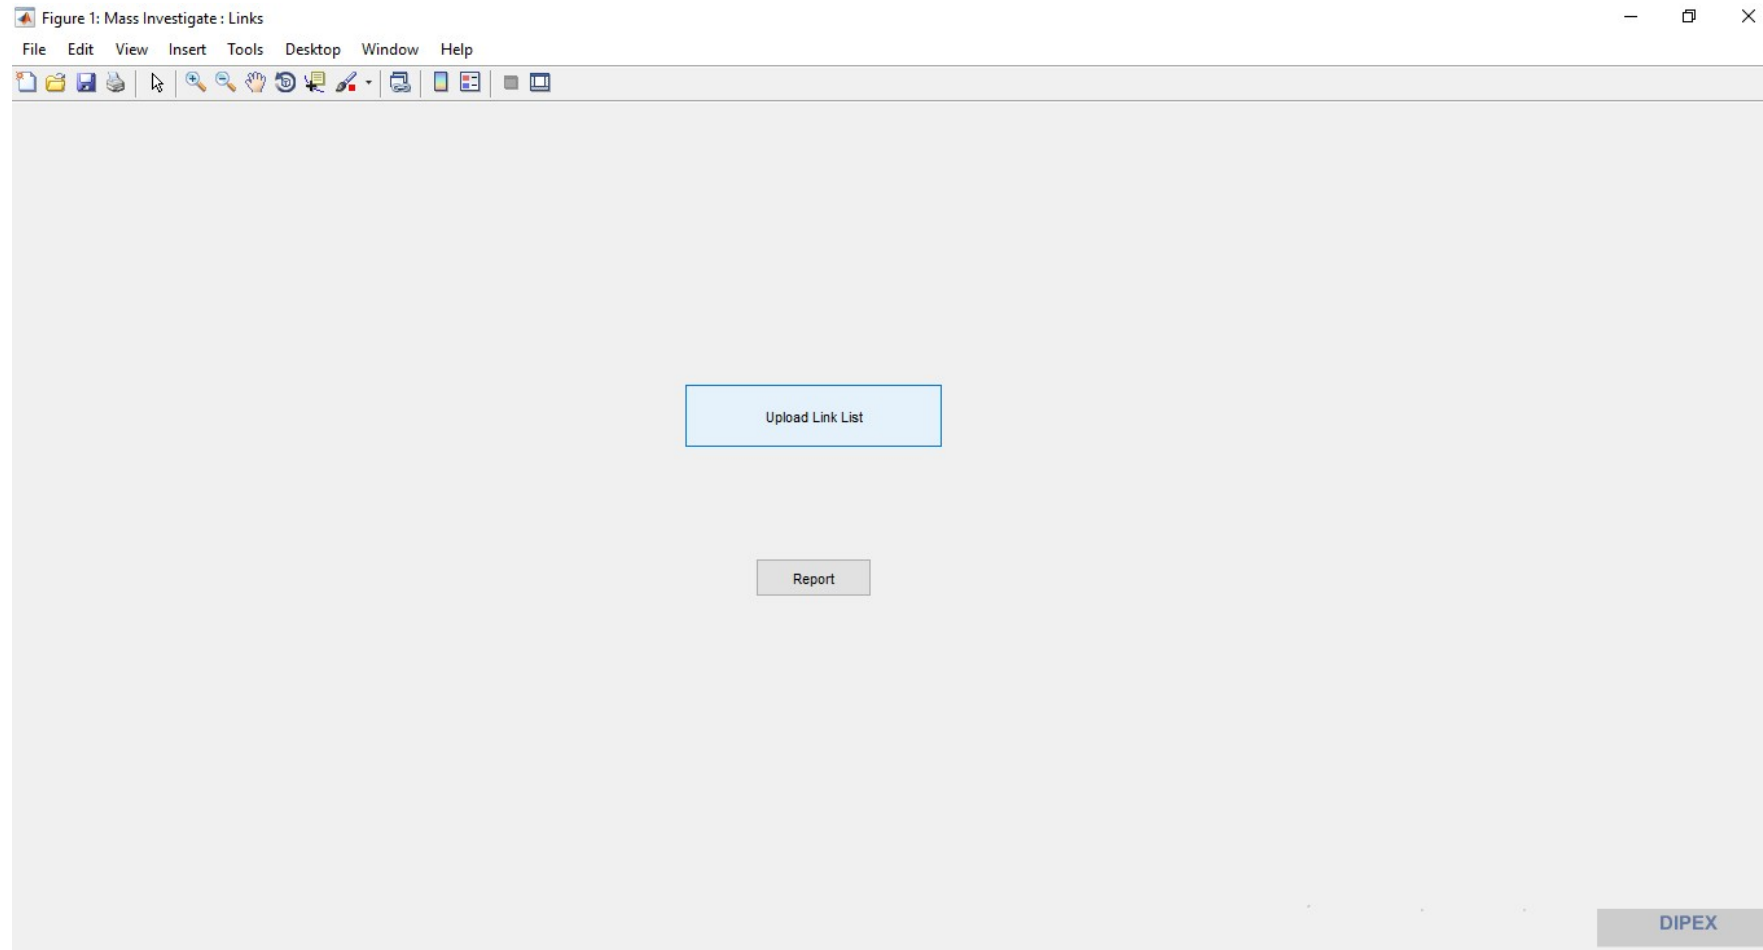 Figure 1: Mass Investigate : Links
File Edit View Insert Tools Desktop Window Help
Upload Link List
Report
DIPEX